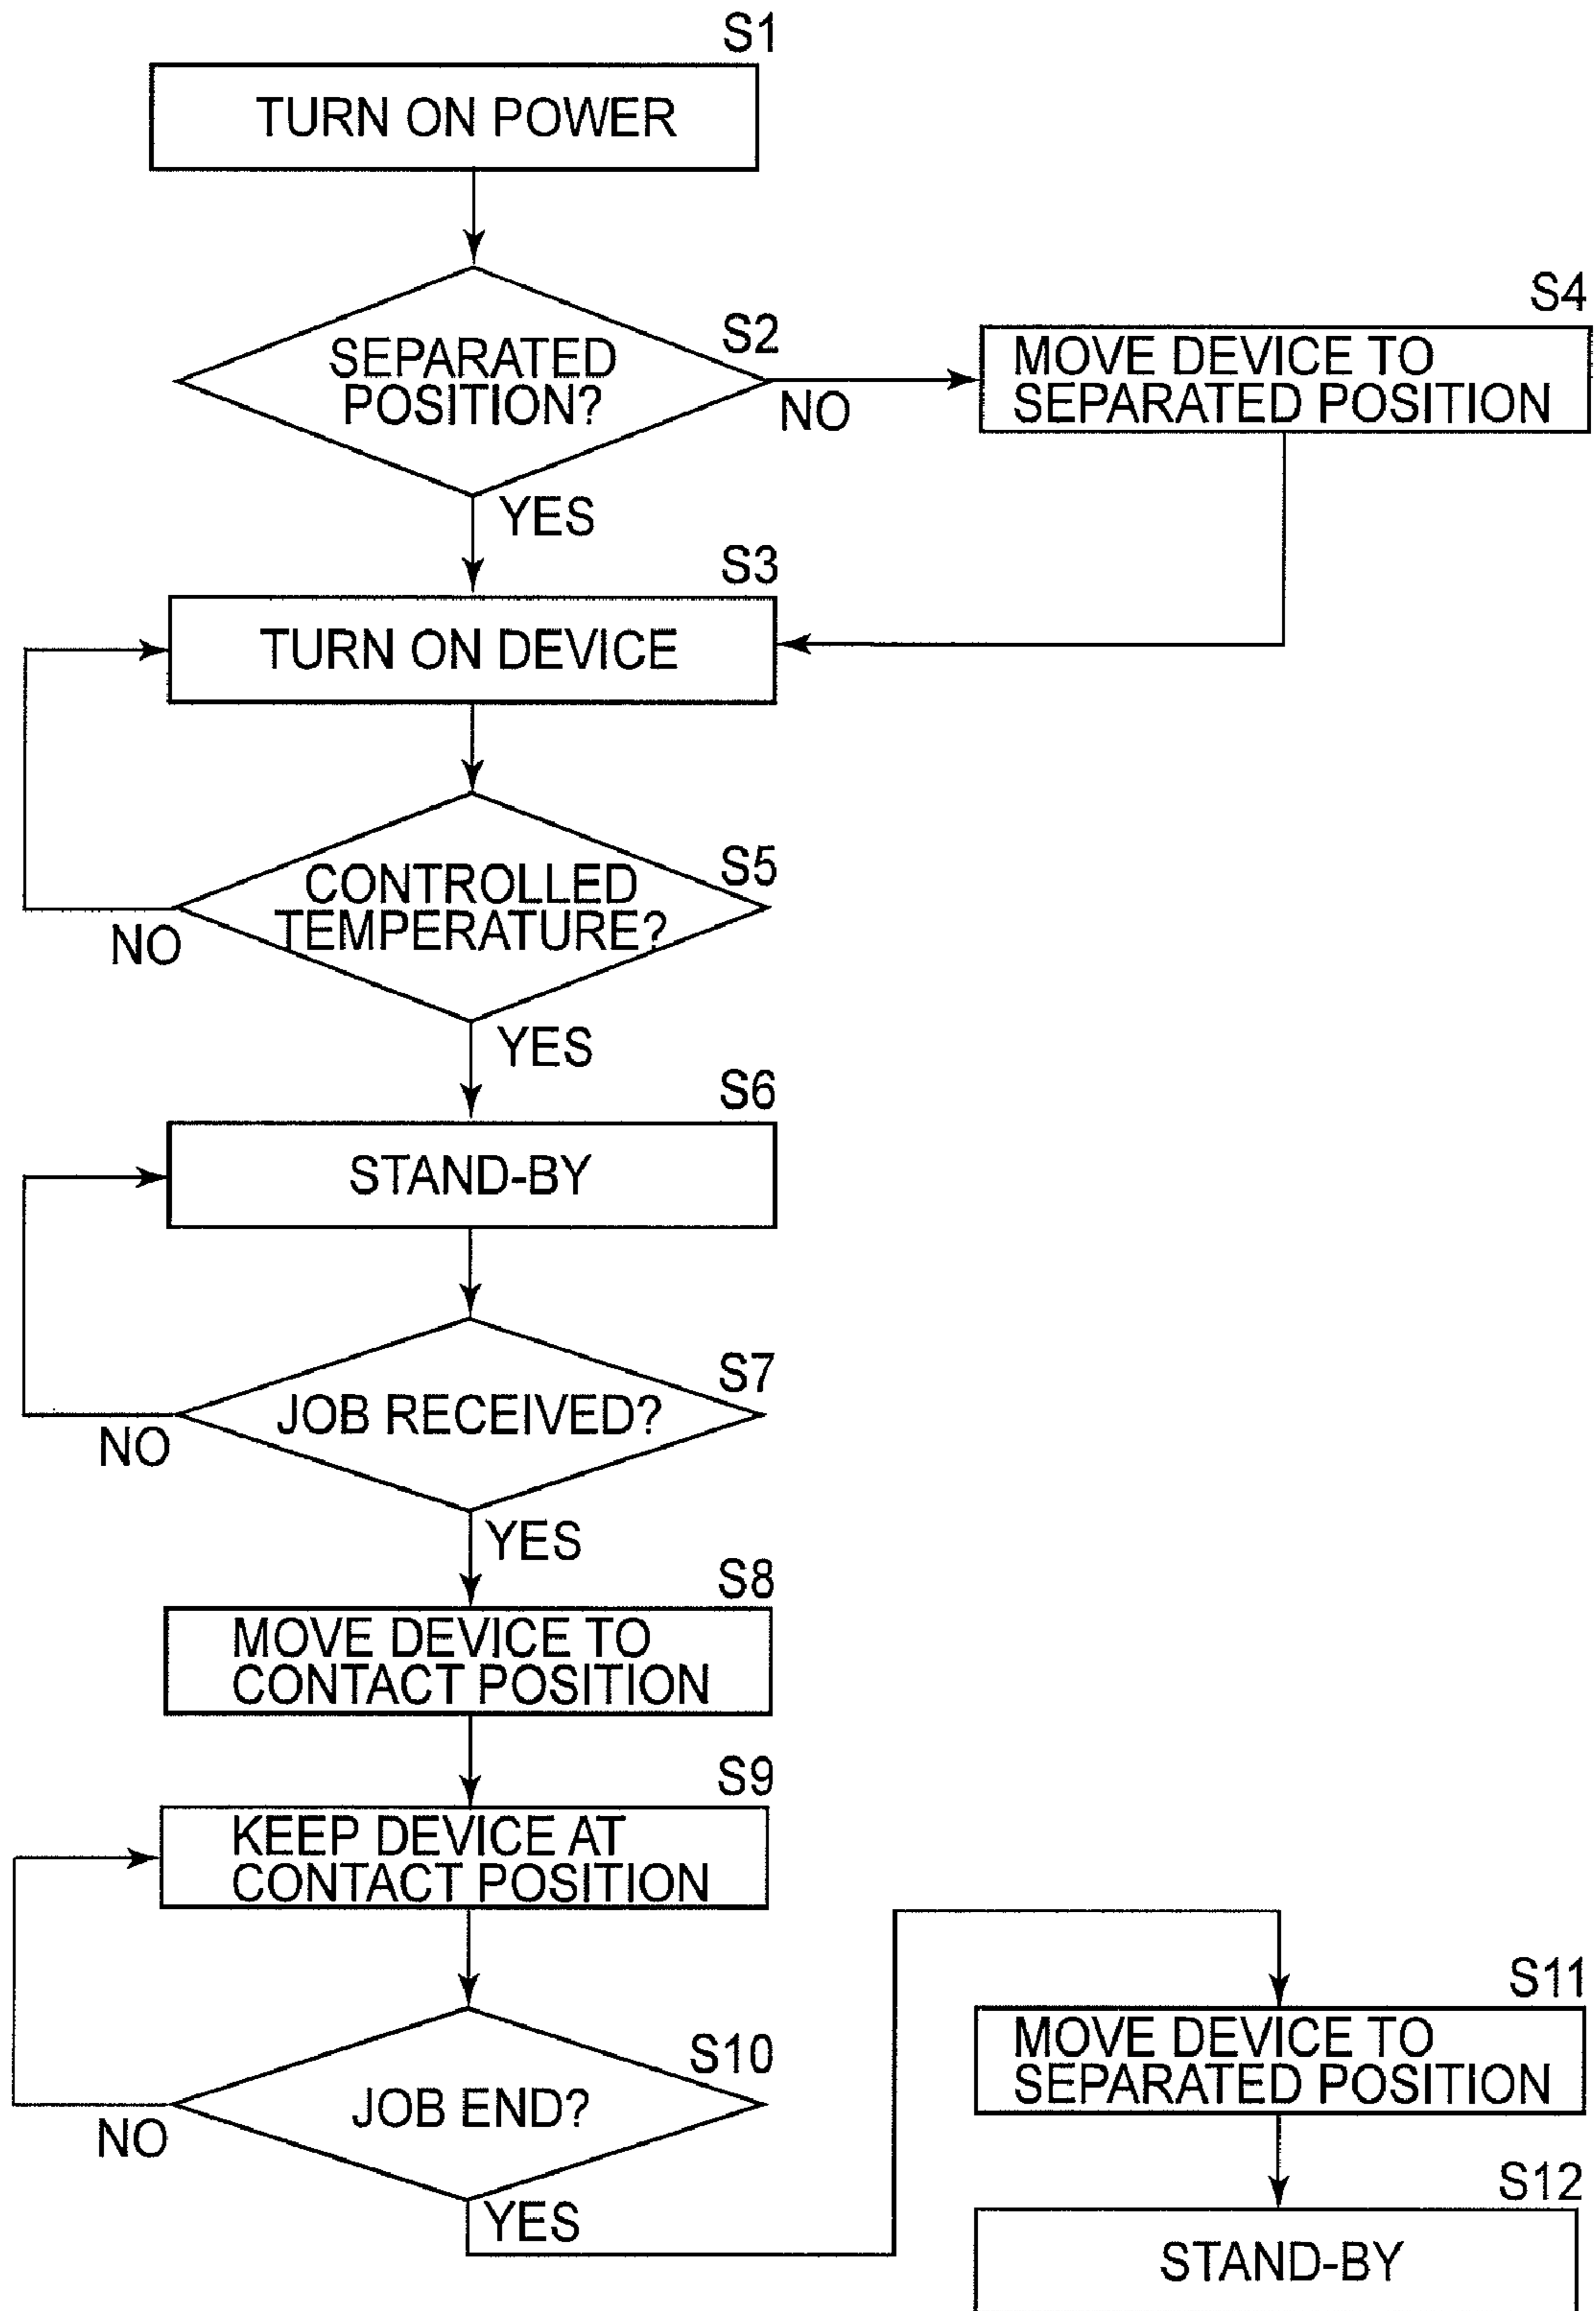 S1
TURN ON POWER
S2
SEPARATED
POSITION?
NO
YES
S4
MOVE DEVICE TO
SEPARATED POSITION
S3
TURN ON DEVICE
S5
CONTROLLED
TEMPERATURE?
NO
YES
S6
STAND-BY
S7
JOB RECEIVED?
NO
YES
S8
MOVE DEVICE TO
CONTACT POSITION
S9
KEEP DEVICE AT
CONTACT POSITION
S10
JOB END?
NO
YES
S11
MOVE DEVICE TO
SEPARATED POSITION
S12
STAND-BY